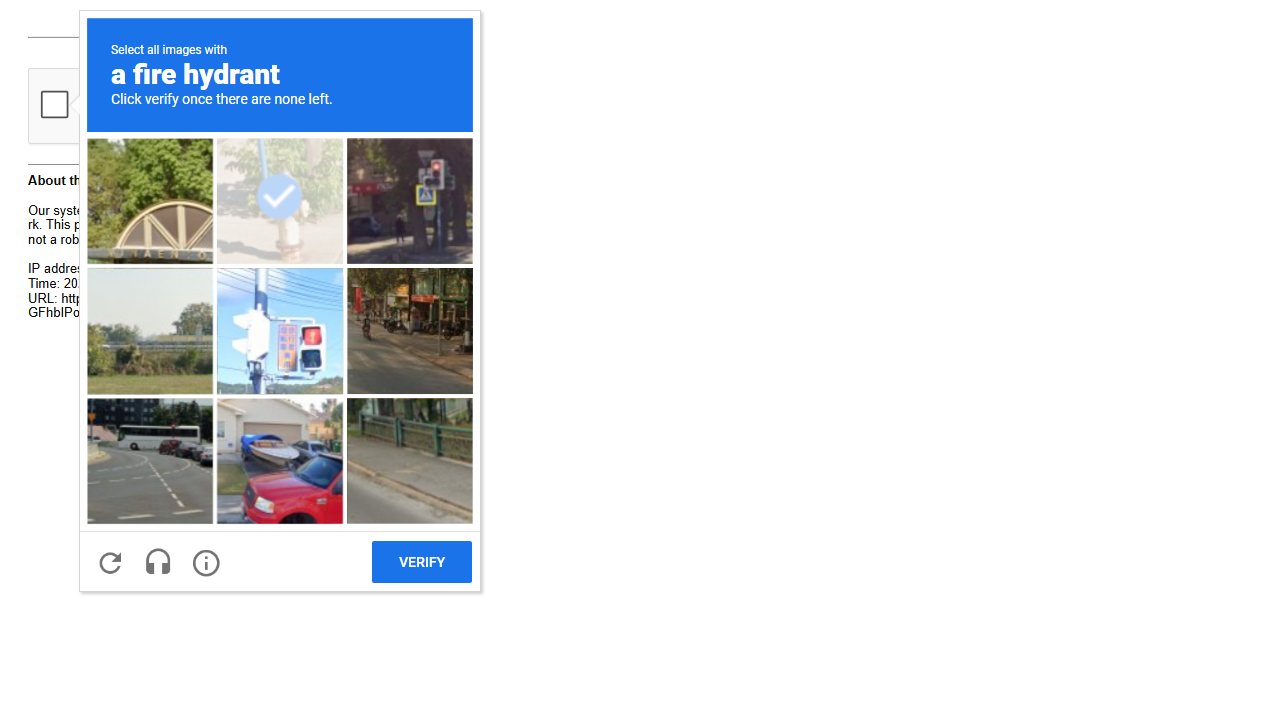 Select all images with
a fire hydrant
Click verify once there are none left.
About th
Our syste
rk. This p
not a rob
IP addres
Time: 20
URL: http
GFhblPo
VERIFY